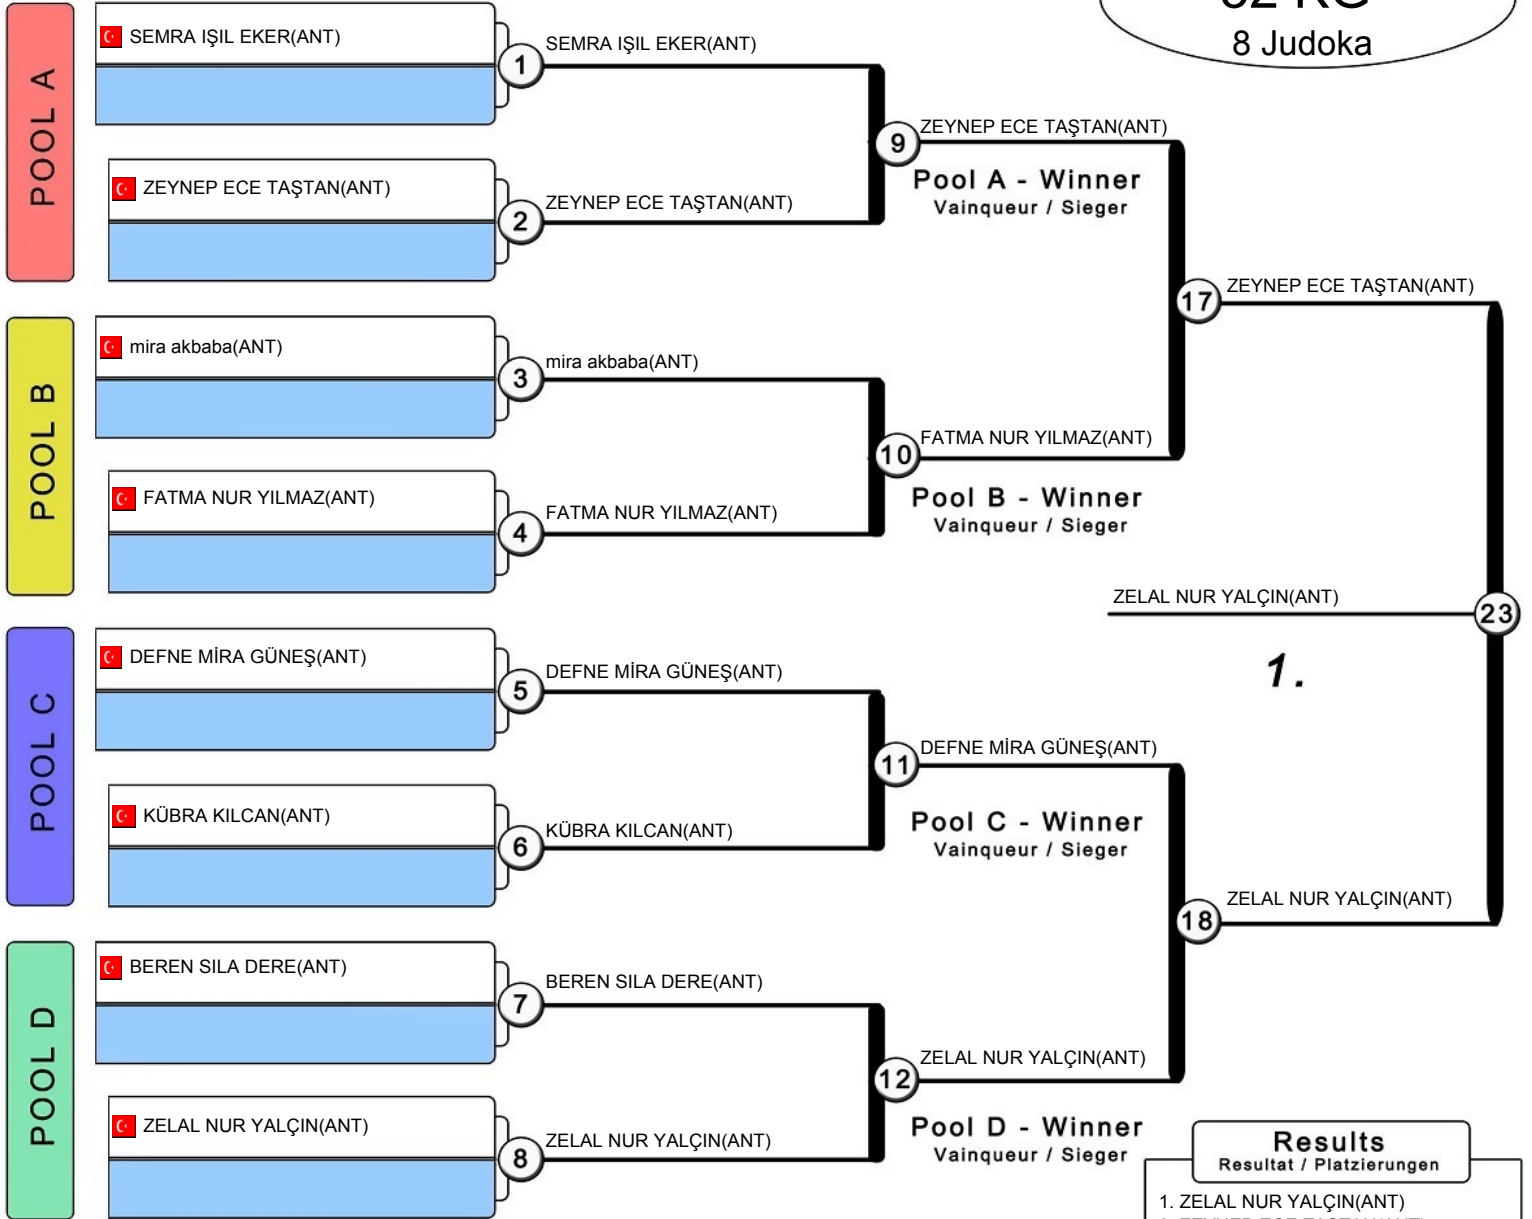 8 Judoka
POOL A
SEMRA IŞIL EKER(ANT)
1
SEMRA IŞIL EKER(ANT)
ZEYNEP ECE TAŞTAN(ANT)
2
ZEYNEP ECE TAŞTAN(ANT)
9
ZEYNEP ECE TAŞTAN(ANT)
Pool A - Winner
Vainqueur / Sieger
POOL B
mira akbaba(ANT)
3
mira akbaba(ANT)
FATMA NUR YILMAZ(ANT)
4
FATMA NUR YILMAZ(ANT)
10
FATMA NUR YILMAZ(ANT)
Pool B - Winner
Vainqueur / Sieger
17
ZEYNEP ECE TAŞTAN(ANT)
POOL C
DEFNE MİRA GÜNEŞ(ANT)
5
DEFNE MİRA GÜNEŞ(ANT)
KÜBRA KILCAN(ANT)
6
KÜBRA KILCAN(ANT)
11
DEFNE MİRA GÜNEŞ(ANT)
Pool C - Winner
Vainqueur / Sieger
POOL D
BEREN SILA DERE(ANT)
7
BEREN SILA DERE(ANT)
ZELAL NUR YALÇIN(ANT)
8
ZELAL NUR YALÇIN(ANT)
12
ZELAL NUR YALÇIN(ANT)
Pool D - Winner
Vainqueur / Sieger
18
ZELAL NUR YALÇIN(ANT)
ZELAL NUR YALÇIN(ANT)
23
1.
Results
Resultat / Platzierungen
1. ZELAL NUR YALÇIN(ANT)